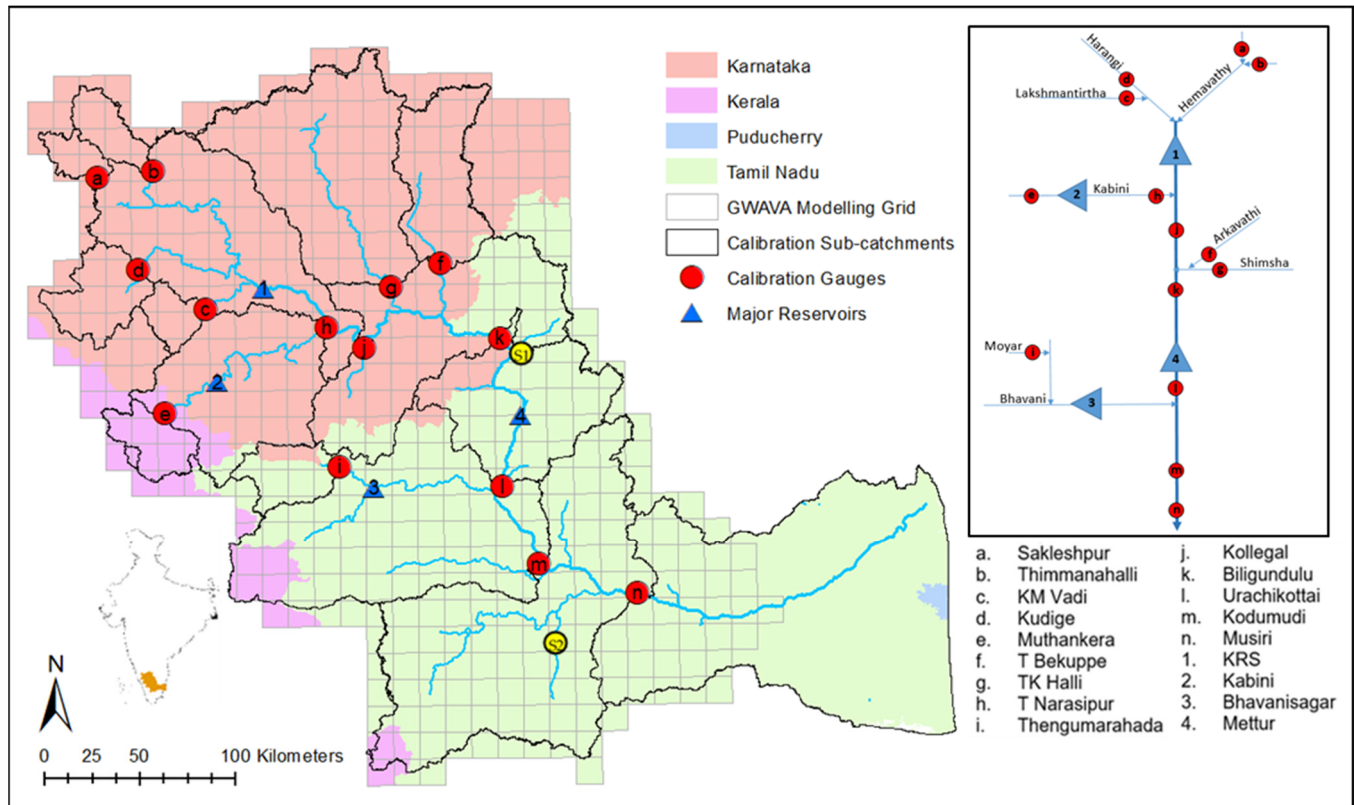 Karnataka
Kerala
Puducherry
Tamil Nadu
GWAVA Modelling Grid
Calibration Sub-catchments
Calibration Gauges
Major Reservoirs
a
b
d
f
1
g
c
h
j
k
S1
2
e
4
i
3
l
m
n
S2
N
0 25 50 100 Kilometers
Harangi
a
d
b
Lakshmantirtha
c
Hemavathy
1
e
2
Kabini
h
j
Arkavathi
f
g
Shimsha
k
Moyar
i
4
l
Bhavani
3
m
n
a. Sakleshpur
b. Thimmanahalli
c. KM Vadi
d. Kudige
e. Muthankera
f. T Bekuppe
g. TK Halli
h. T Narasipur
i. Thengumarahada
j. Kollegal
k. Biligundulu
l. Urachikottai
m. Kodumudi
n. Musiri
1. KRS
2. Kabini
3. Bhavanisagar
4. Mettur